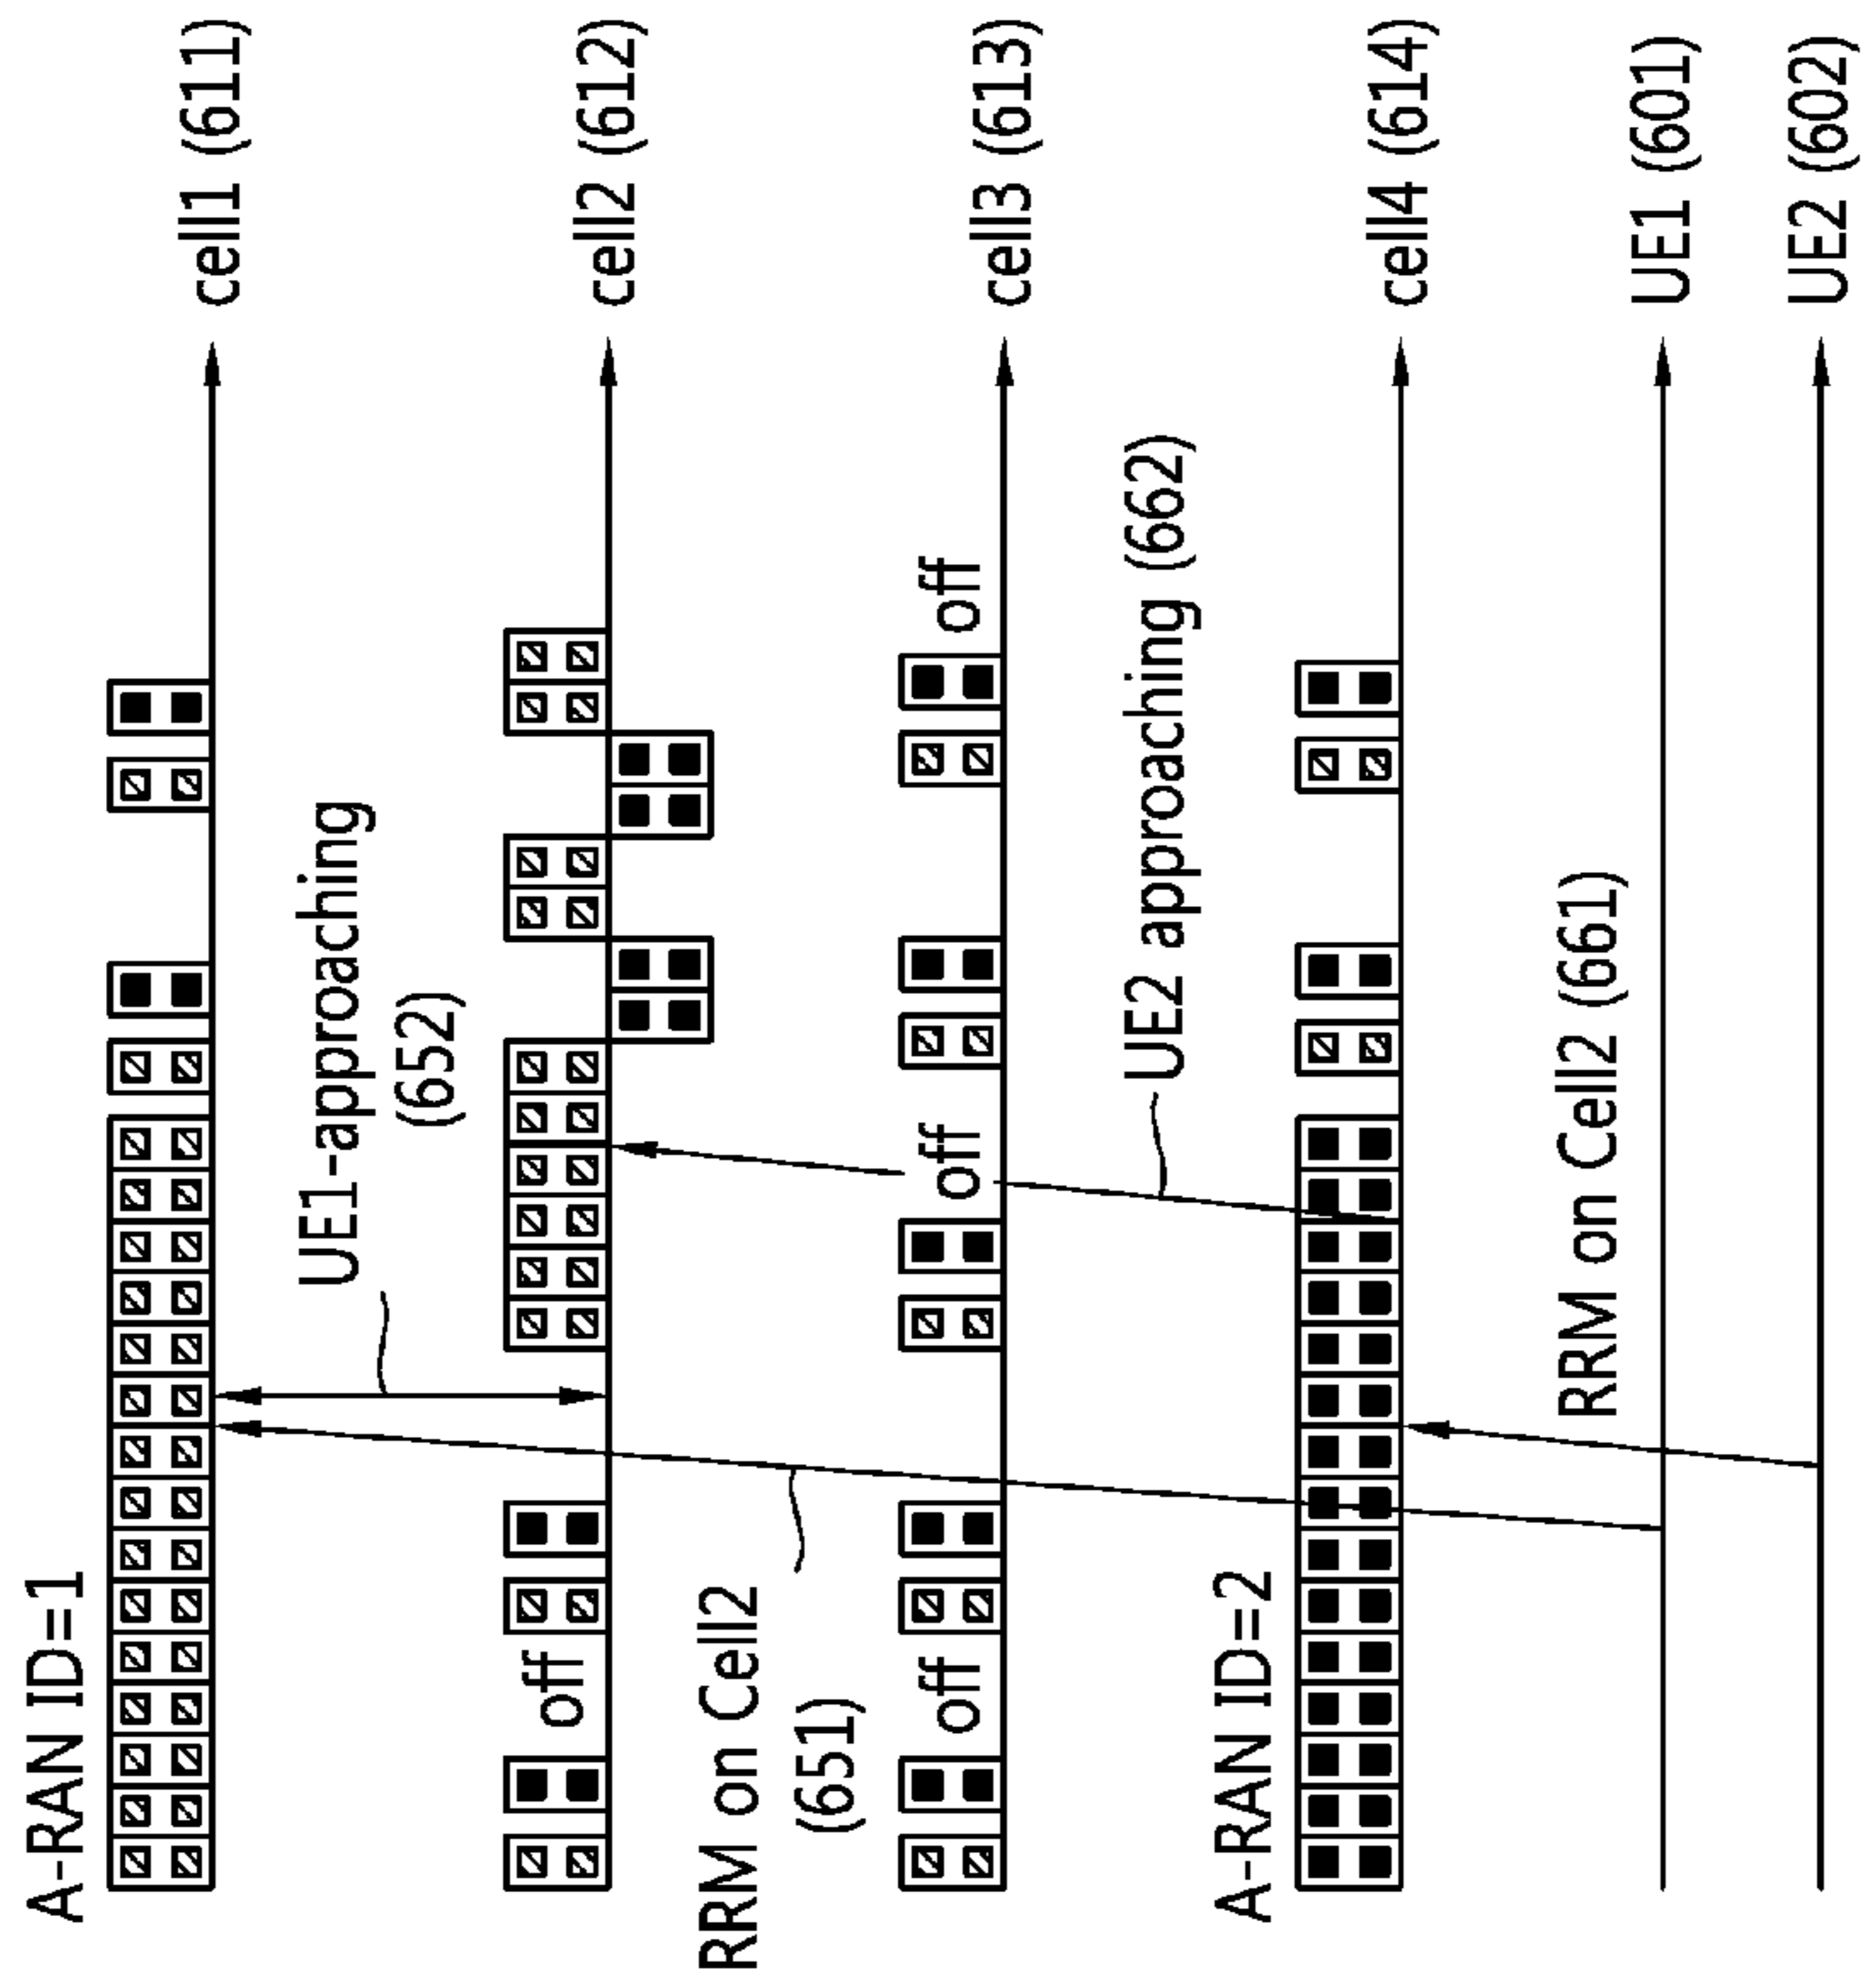 A-RAN ID=1
cell1 (611)
UE1-approaching
(652)
off
cell2 (612)
RRM on Cell2
(651)
off
off
off
cell3 (613)
UE2 approaching (662)
A-RAN ID=2
cell4 (614)
RRM on Cell2 (661)
UE1 (601)
UE2 (602)